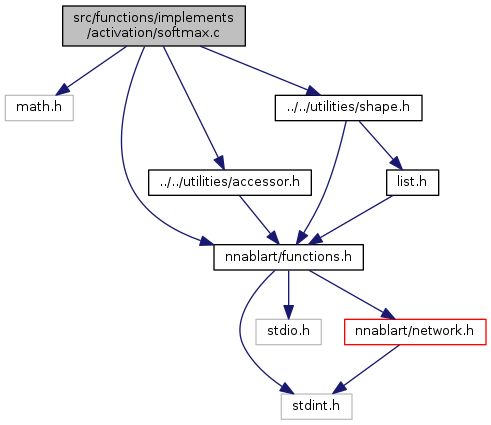 src/functions/implements
/activation/softmax.c
math.h
../../utilities/shape.h
../../utilities/accessor.h
list.h
nnablart/functions.h
stdio.h
nnablart/network.h
stdint.h